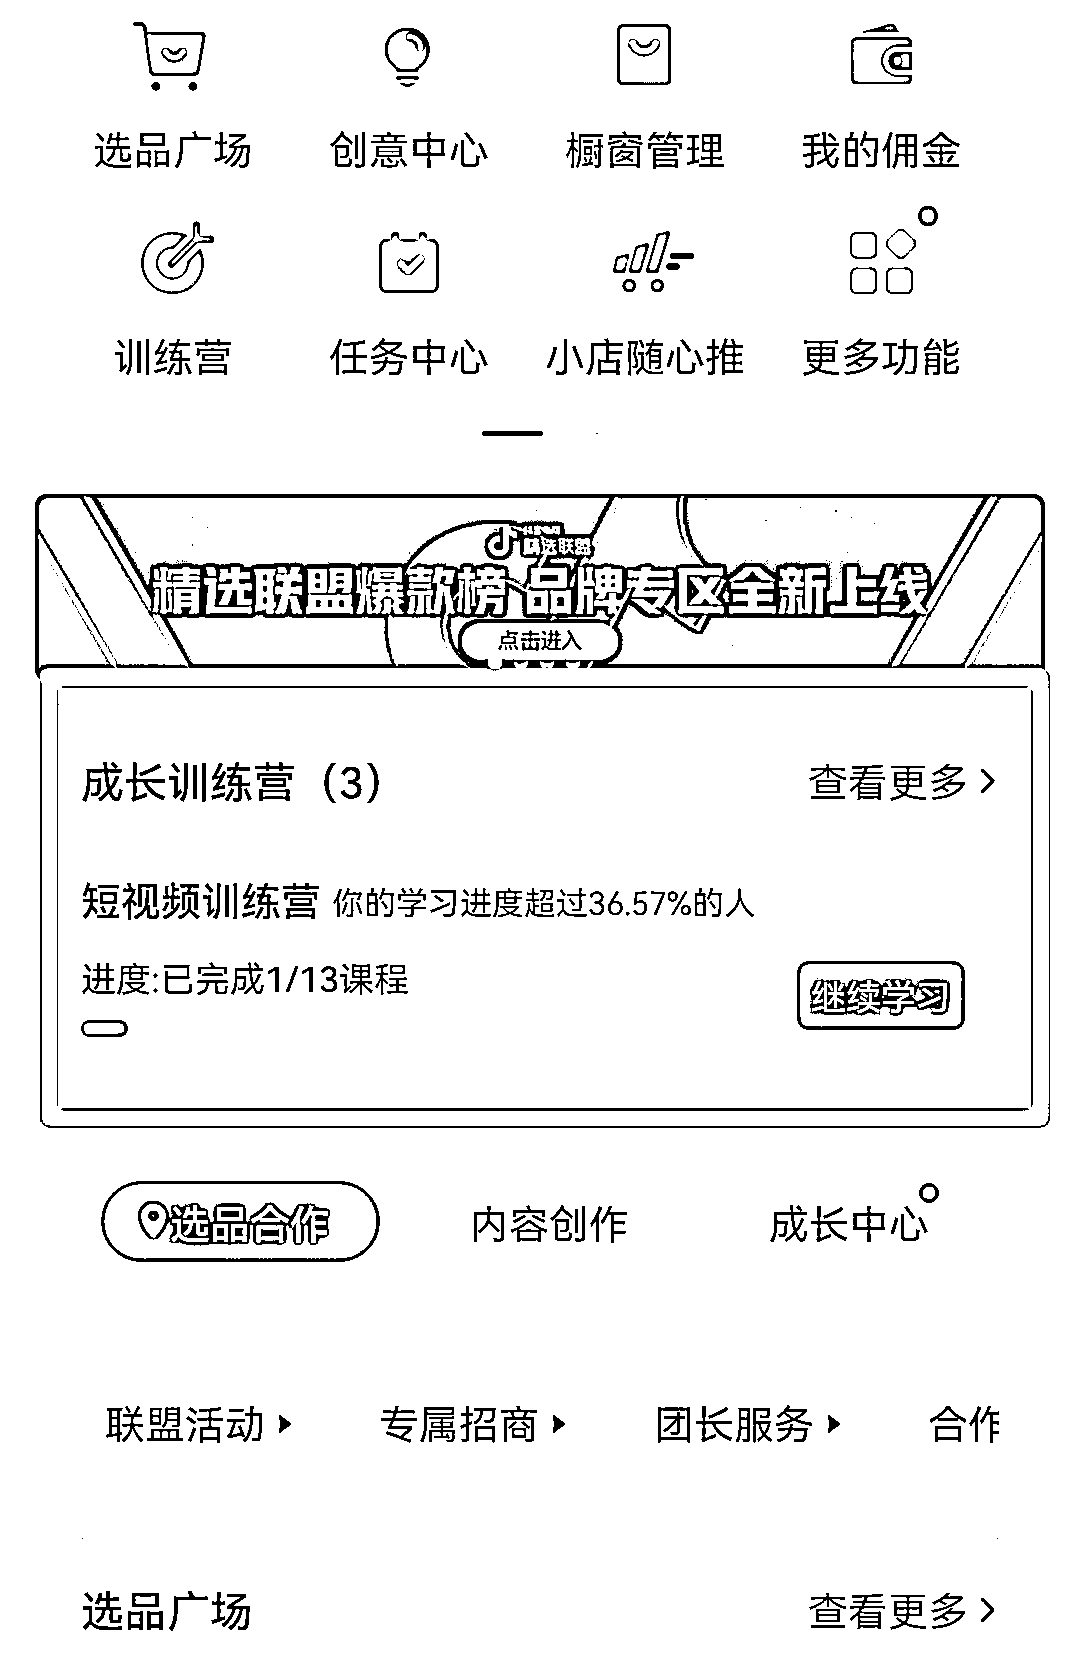 选品广场 创意中心 橱窗管理 我的佣金
训练营 任务中心 小店随心推 更多功能
精选联盟
精选联盟爆款榜 品牌专区全新上线
点击进入
成长训练营（3） 查看更多
短视频训练营 你的学习进度超过36.57%的人
进度:已完成1/13课程
继续学习
选品合作 内容创作 成长中心
联盟活动 专属招商 团长服务 合作
选品广场 查看更多